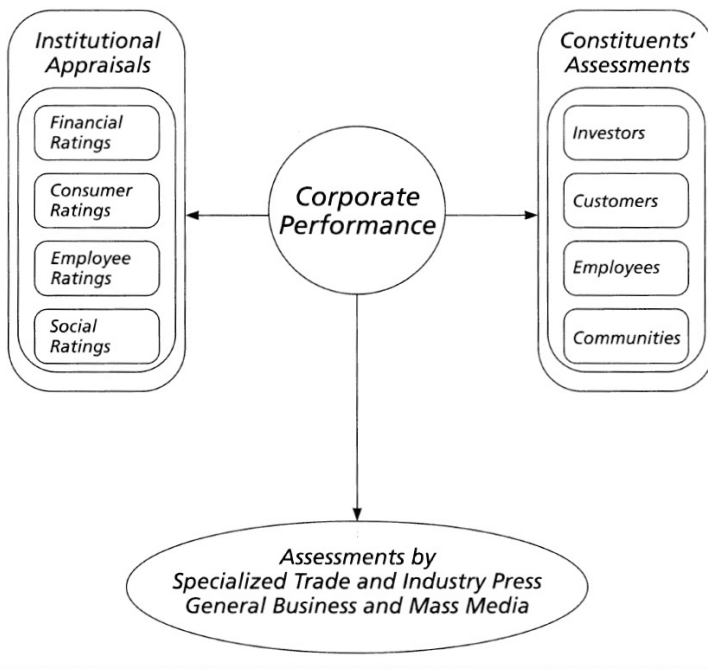 Institutional
Appraisals
Financial
Ratings
Consumer
Ratings
Employee
Ratings
Social
Ratings
Corporate
Performance
Constituents'
Assessments
Investors
Customers
Employees
Communities
Assessments by
Specialized Trade and Industry Press
General Business and Mass Media